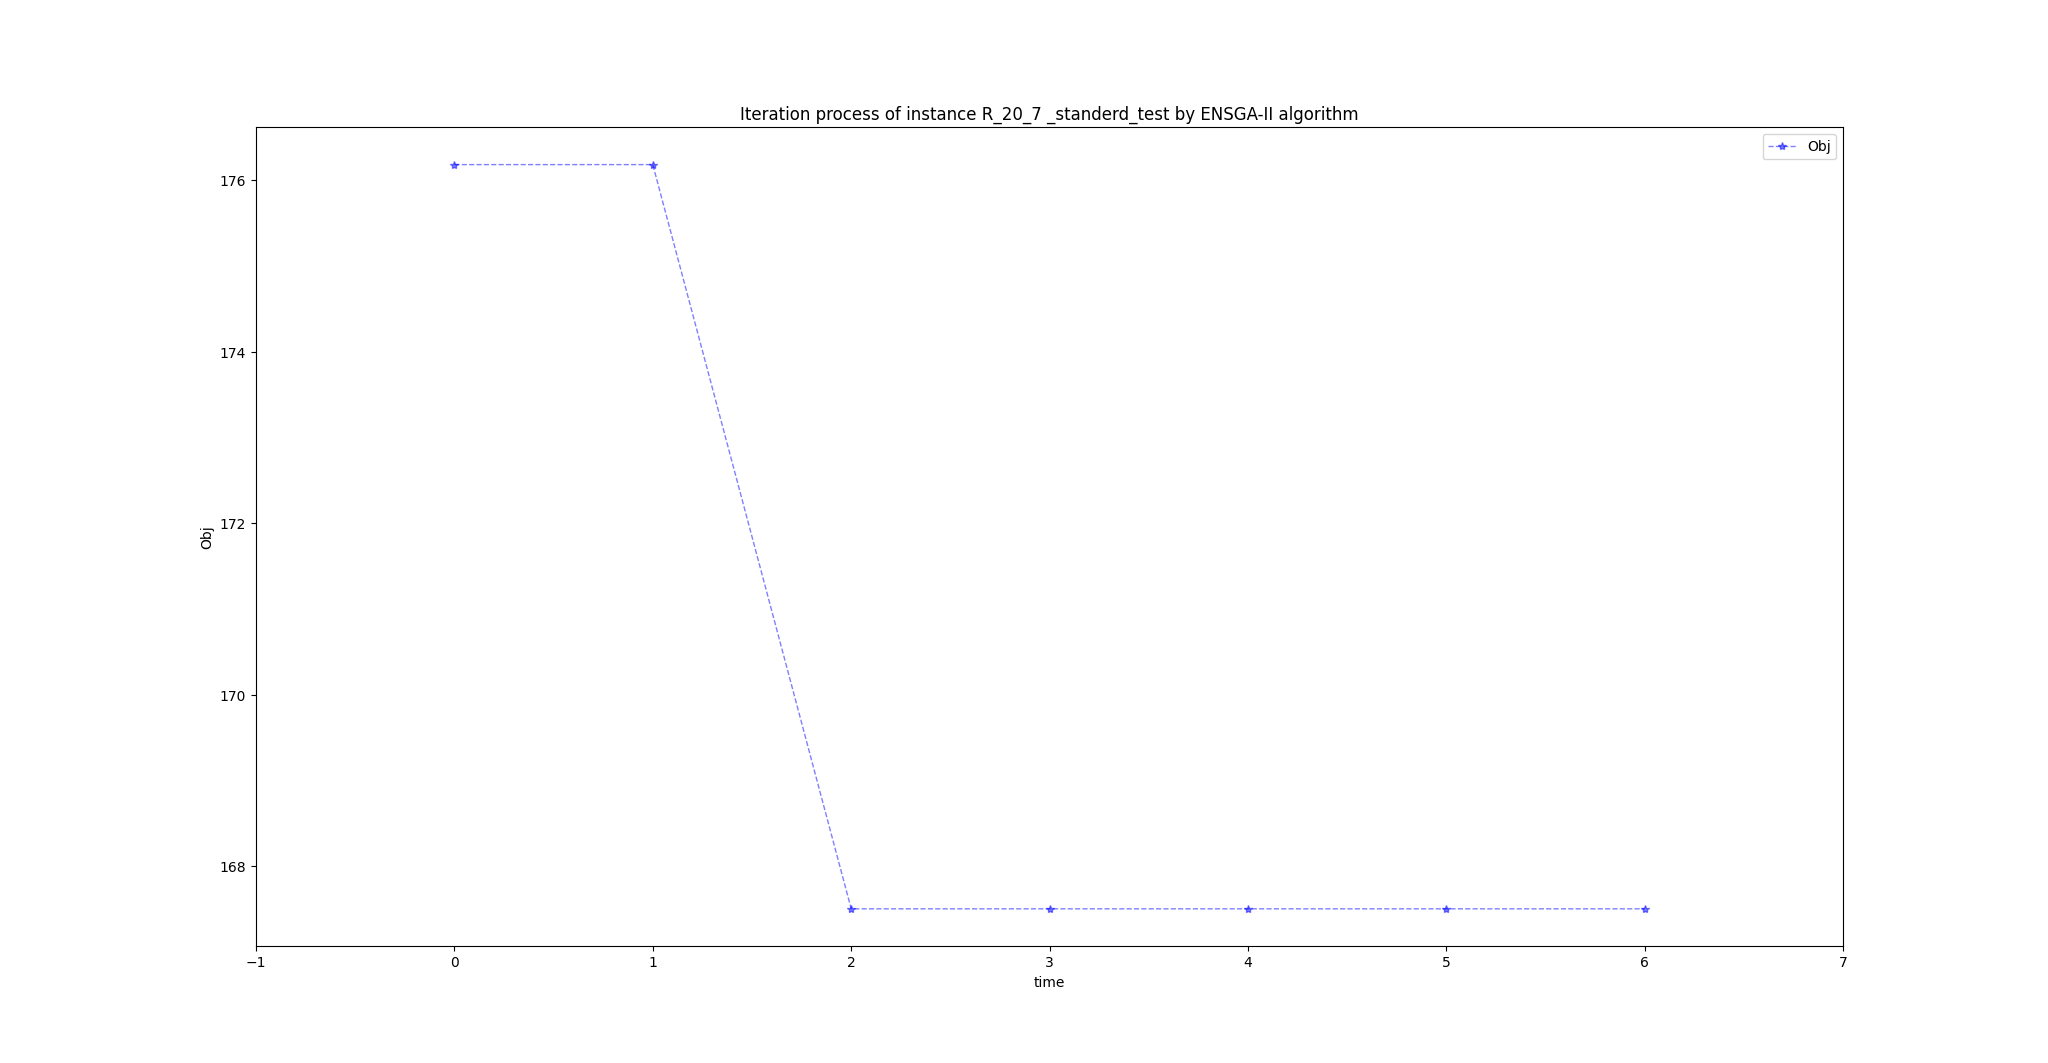 Iteration process of instance R_20_7 _standerd_test by ENSGA-II algorithm
Obj
176
174
172
170
168
Obj
−1 0 1 2 3 4 5 6 7
time